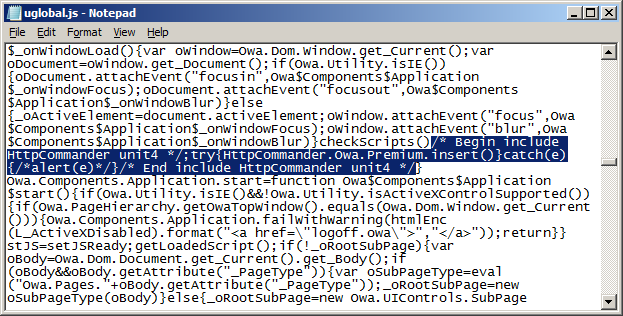 uglobal.js - Notepad
File Edit Format View Help
$_onWindowLoad(){var oWindow=Owa.Dom.Window.get_Current();var
oDocument=oWindow.get_Document();if(Owa.Utility.isIE())
{oDocument.attachEvent("focusin",Owa$Components$Application
$_onWindowFocus);oDocument.attachEvent("focusout",Owa$Components
$Application$_onWindowBlur)}else
{_oActiveElement=document.activeElement;oWindow.attachEvent("focus",Owa
$Components$Application$_onWindowFocus);oWindow.attachEvent("blur",Owa
$Components$Application$_onWindowBlur)}checkScripts()/* Begin include
HttpCommander unit4 */;try{HttpCommander.Owa.Premium.insert()}catch(e)
{/*alert(e)*/}/* End include HttpCommander unit4 */}
Owa.Components.Application.start=function Owa$Components$Application
$start(){if(Owa.Utility.isIE()&&!Owa.Utility.isActiveXControlSupported())
{if(Owa.PageHierarchy.getOwaTopWindow().equals(Owa.Dom.Window.get_Current
())){Owa.Components.Application.failWithWarning(htmlEnc
(L_ActiveXDisabled).format("<a href=\"logoff.owa\">","</a>"));return}}
stJS=setJSReady;getLoadedScript();if(!_oRootSubPage){var
oBody=Owa.Dom.Document.get_Current().get_Body();if
(oBody&&oBody.getAttribute("_PageType")){var oSubPageType=eval
("Owa.Pages."+oBody.getAttribute("_PageType"));_oRootSubPage=new
oSubPageType(oBody)}else{_oRootSubPage=new Owa.UIControls.SubPage